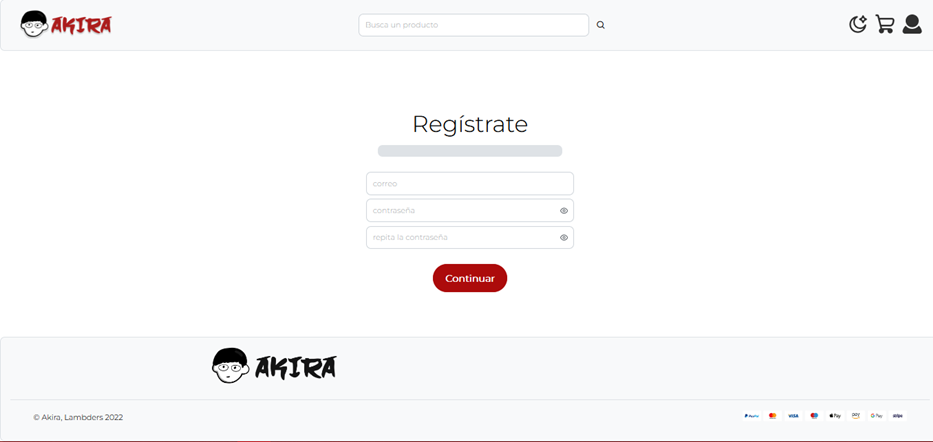 AKIRA
Busca un producto
Regístrate
correo
contraseña
repita la contraseña
Continuar
AKIRA
© Akira, Lambders 2022
PayPal VISA Pay pay G Pay stripe